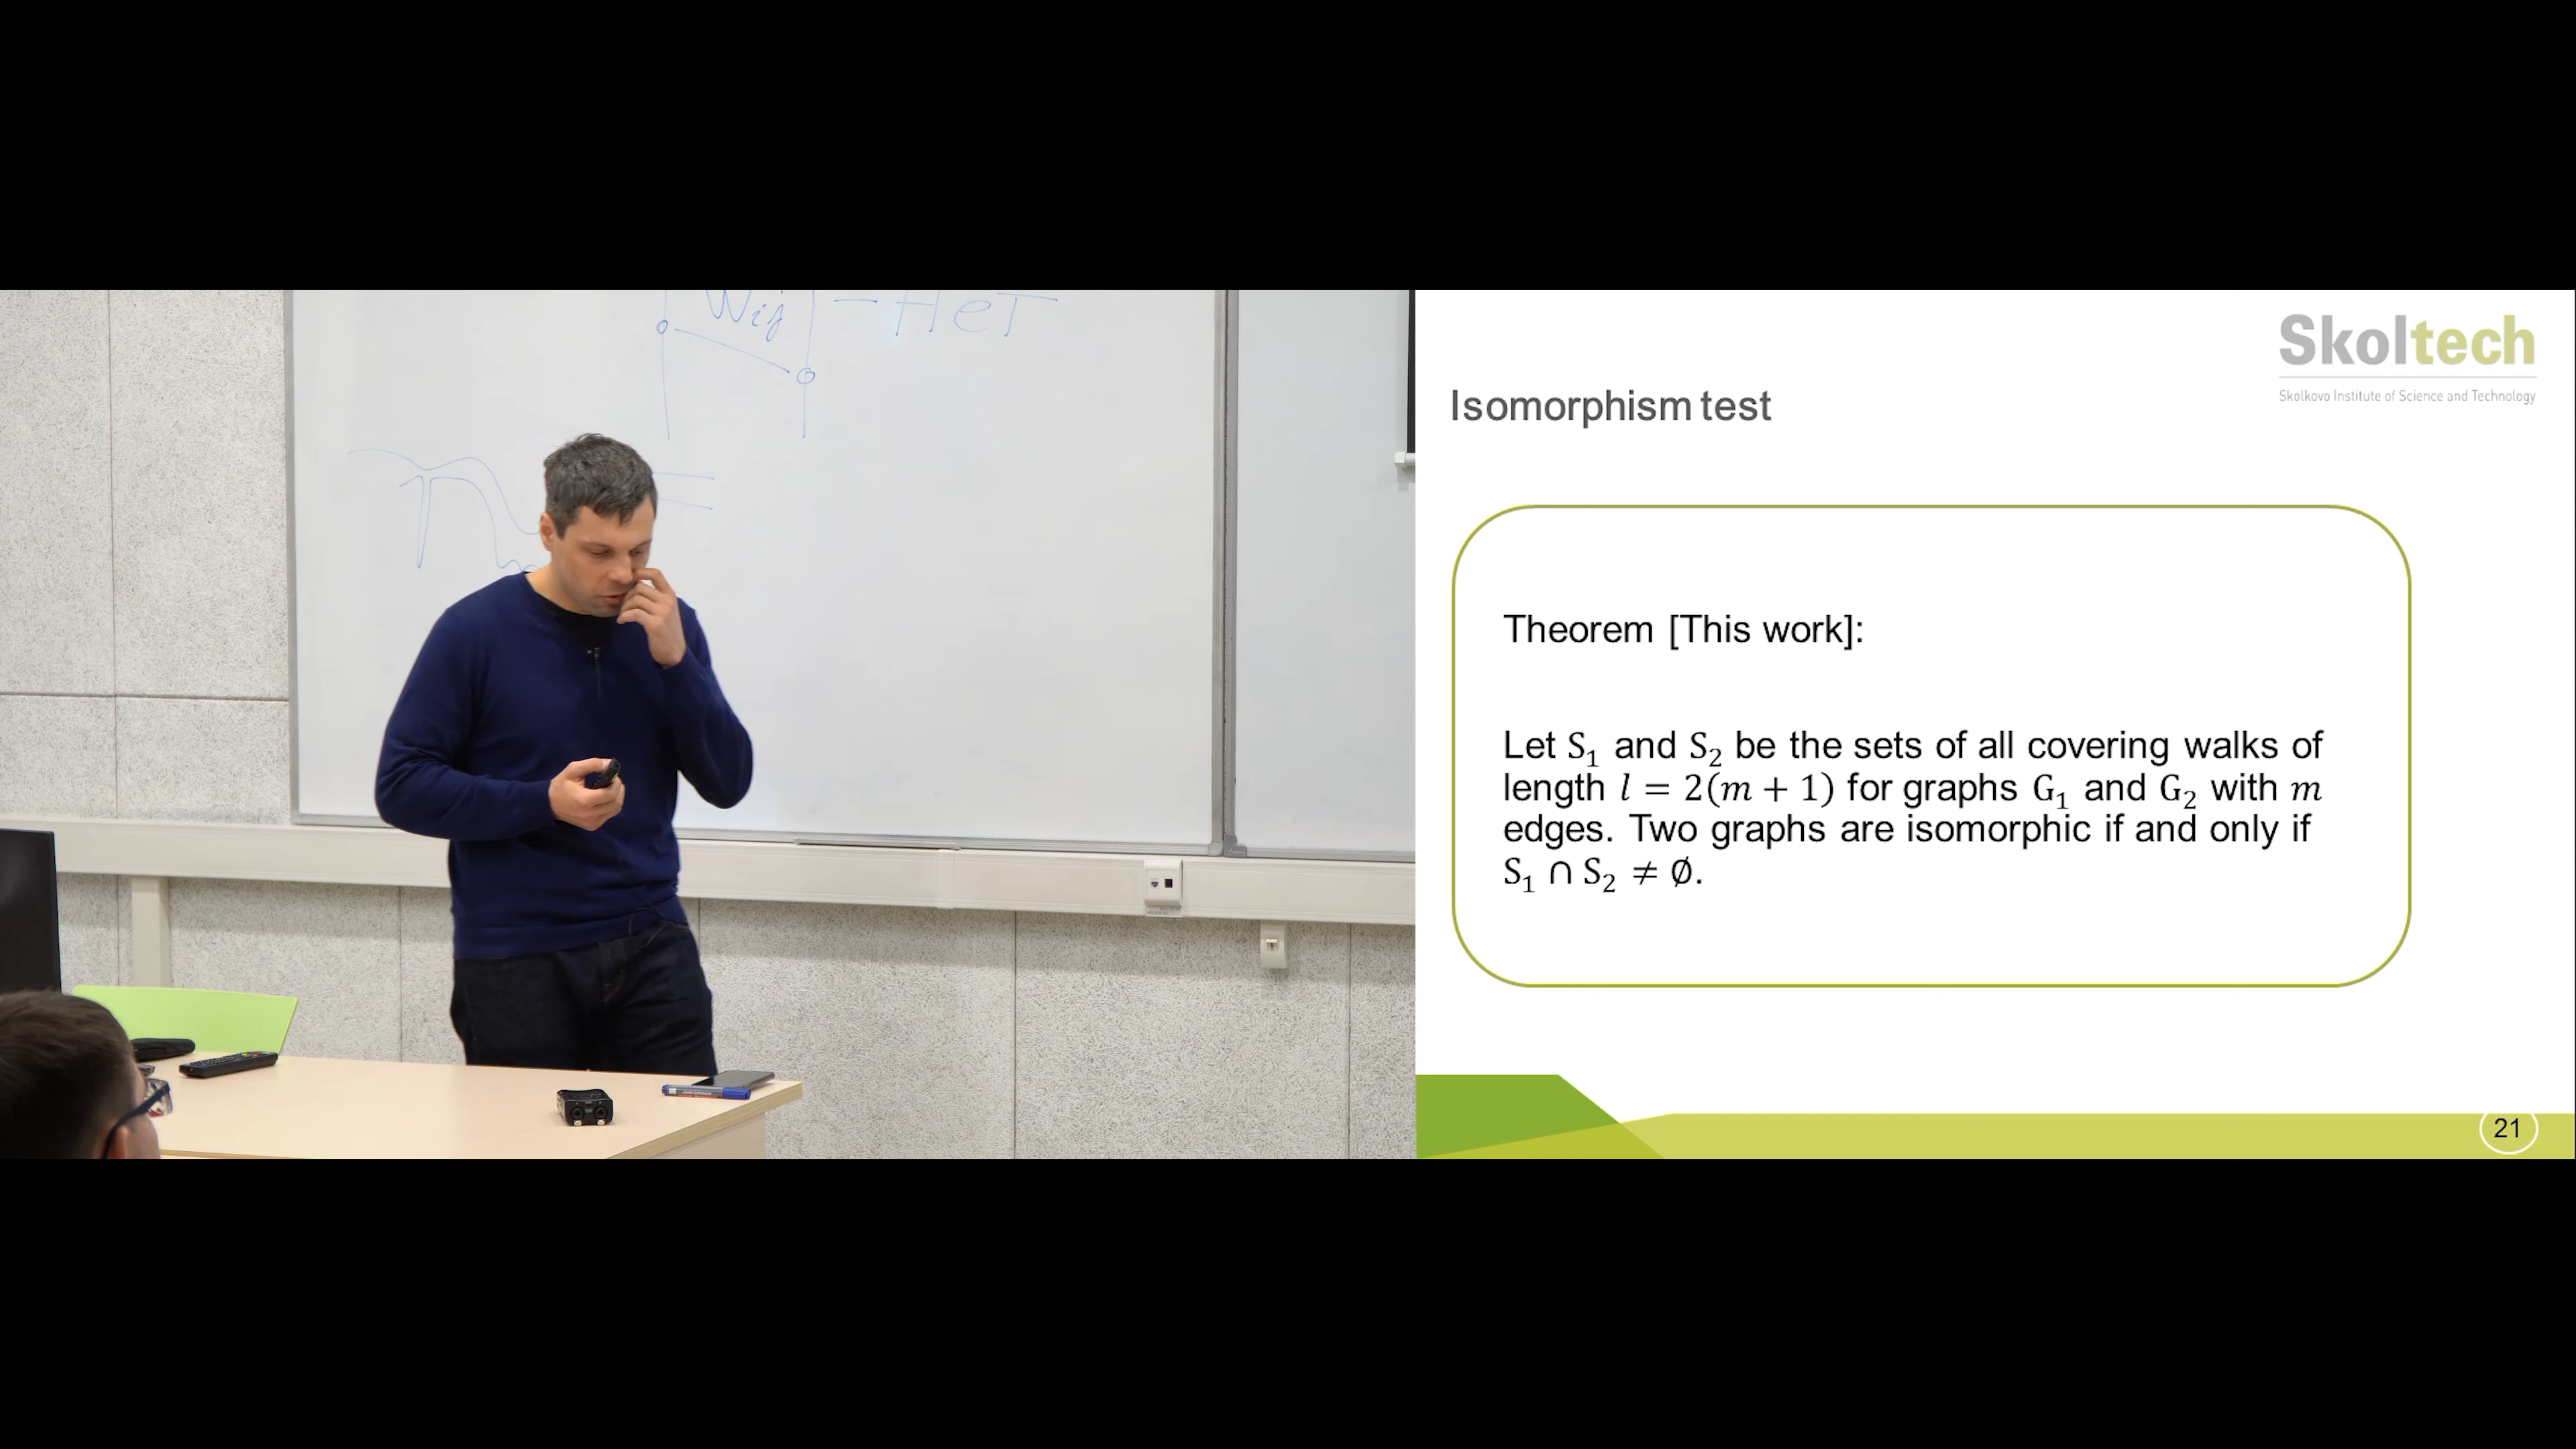 Wij
- HeT
=
Skoltech
Skolkovo Institute of Science and Technology
Isomorphism test
Theorem [This work]:
Let S₁ and S₂ be the sets of all covering walks of
length l = 2(m + 1) for graphs G₁ and G₂ with m
edges. Two graphs are isomorphic if and only if
S₁ ∩ S₂ ≠ ∅.
21